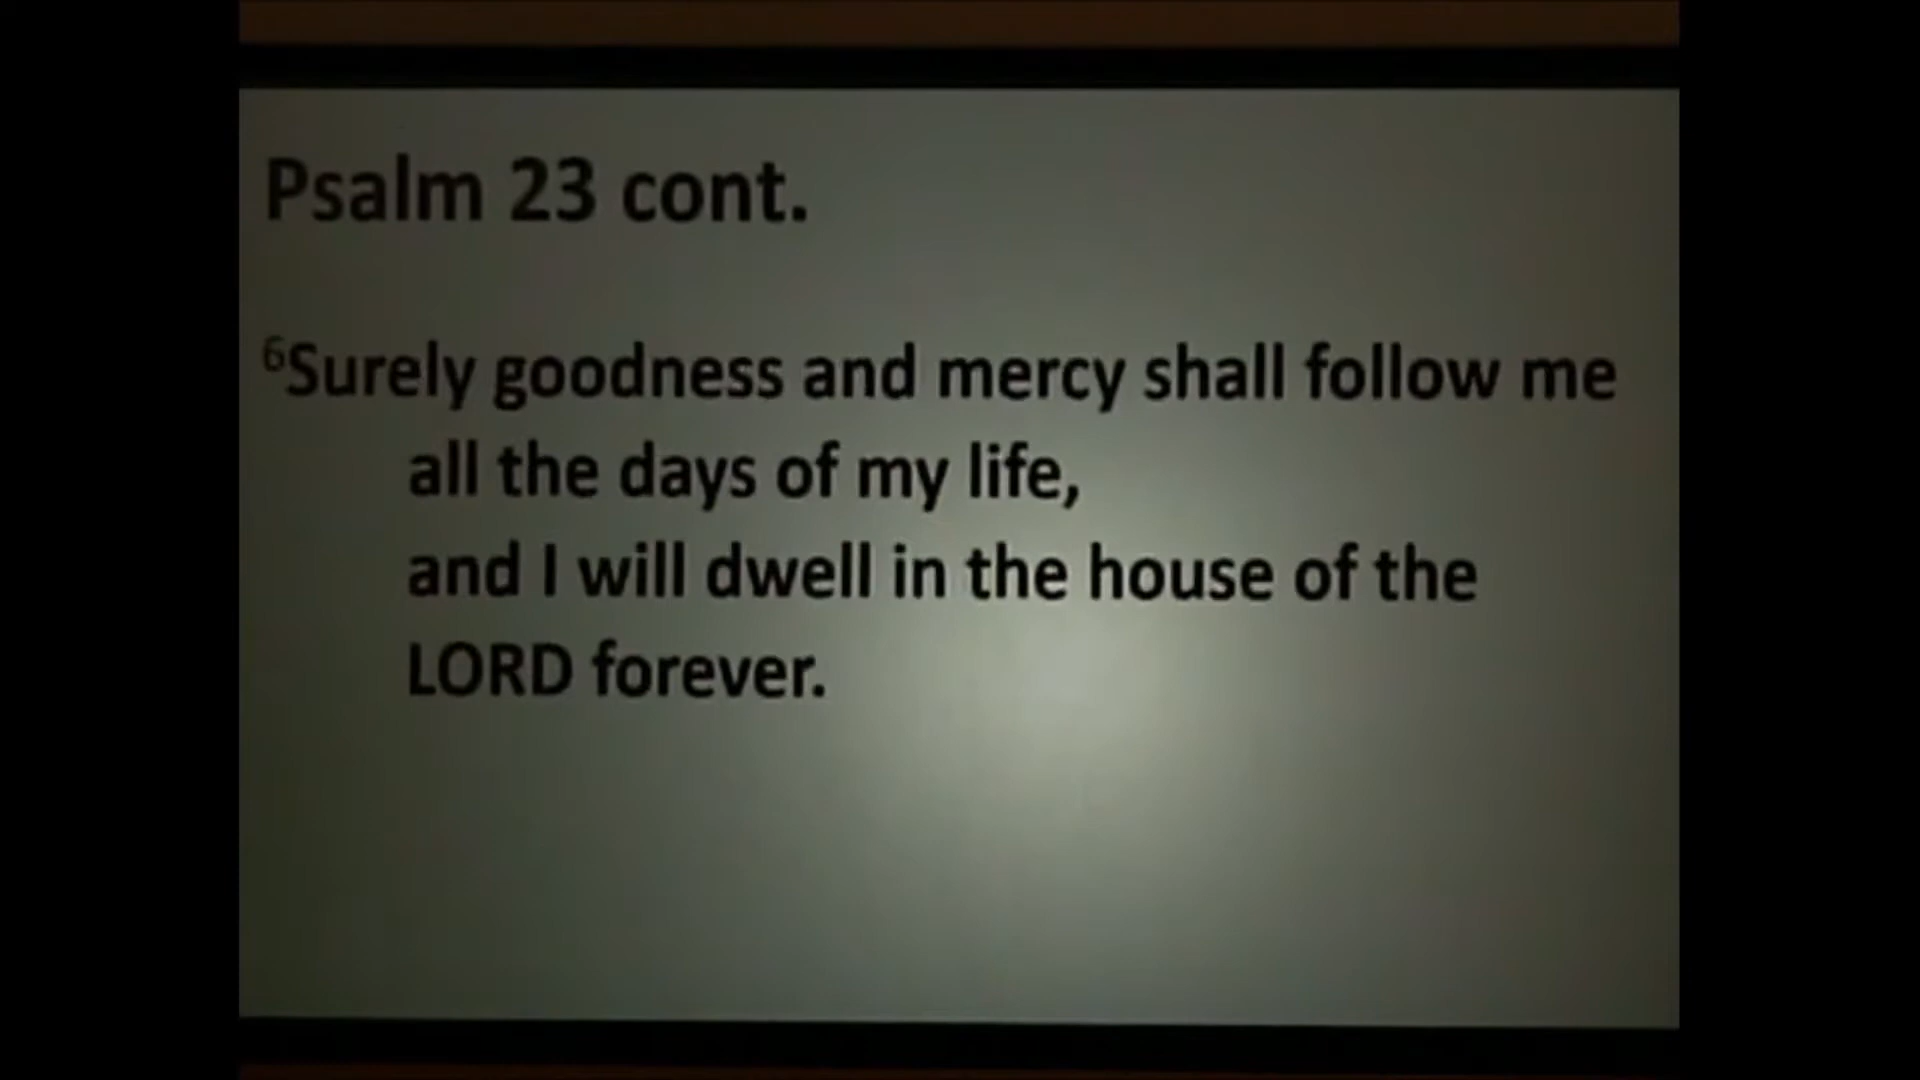 Psalm 23 cont.
⁶Surely goodness and mercy shall follow me
all the days of my life,
and I will dwell in the house of the
LORD forever.